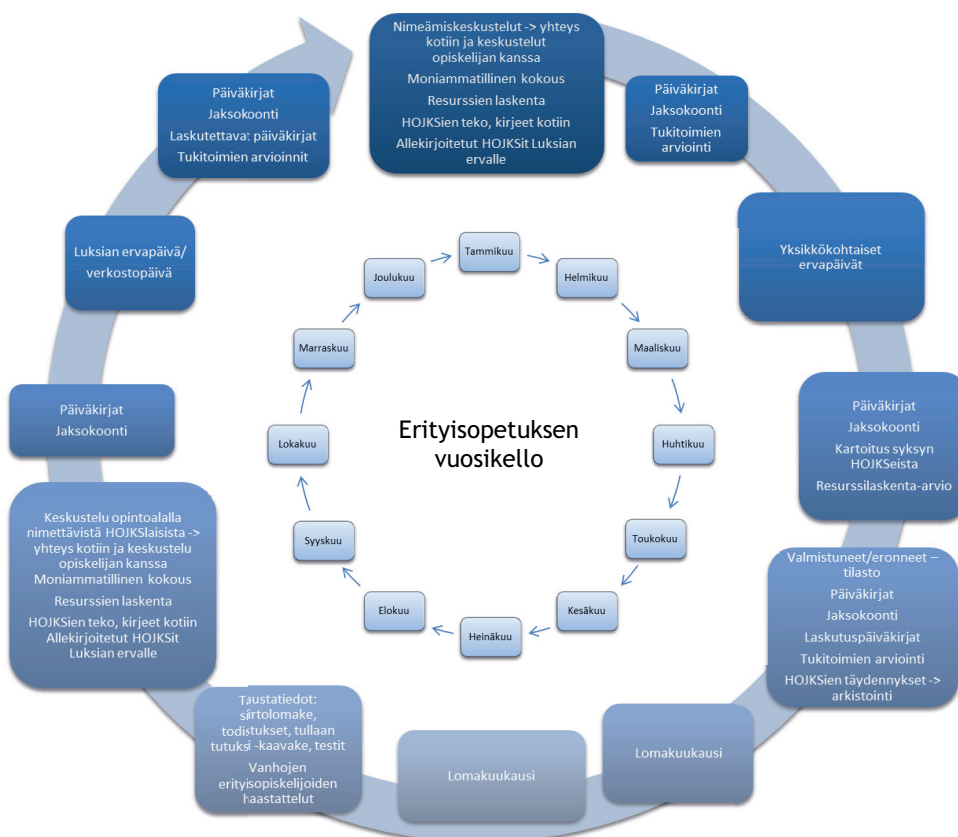 Nimeämiskeskustelut -> yhteys
kotiin ja keskustelut
opiskelijan kanssa
Moniammatillinen kokous
Resurssien laskenta
HOJKSien teko, kirjeet kotiin
Allekirjoitetut HOJKSit Luksian
ervalle
Päiväkirjat
Jaksokoonti
Tukitoimien
arviointi
Yksikkökohtaiset
ervapäivät
Päiväkirjat
Jaksokoonti
Kartoitus syksyn
HOJKSeista
Resurssilaskenta-arvio
Valmistuneet/eronneet –
tilasto
Päiväkirjat
Jaksokoonti
Laskutuspäiväkirjat
Tukitoimien arviointi
HOJKSien täydennykset ->
arkistointi
Lomakuukausi
Lomakuukausi
Taustatiedot:
siirtolomake,
todistukset, tullaan
tutuksi -kaavake, testit
Vanhojen
erityisopiskelijoiden
haastattelut
Keskustelu opintoalalla
nimettävistä HOJKSlaisista ->
yhteys kotiin ja keskustelu
opiskelijan kanssa
Moniammatillinen kokous
Resurssien laskenta
HOJKSien teko, kirjeet kotiin
Allekirjoitetut HOJKSit
Luksian ervalle
Päiväkirjat
Jaksokoonti
Luksian ervapäivä/
verkostopäivä
Päiväkirjat
Jaksokoonti
Laskutettavat päiväkirjat
Tukitoimien arvioinnit
Tammikuu
Helmikuu
Maaliskuu
Huhtikuu
Toukokuu
Kesäkuu
Heinäkuu
Elokuu
Syyskuu
Lokakuu
Marraskuu
Joulukuu
Erityisopetuksen
vuosikello